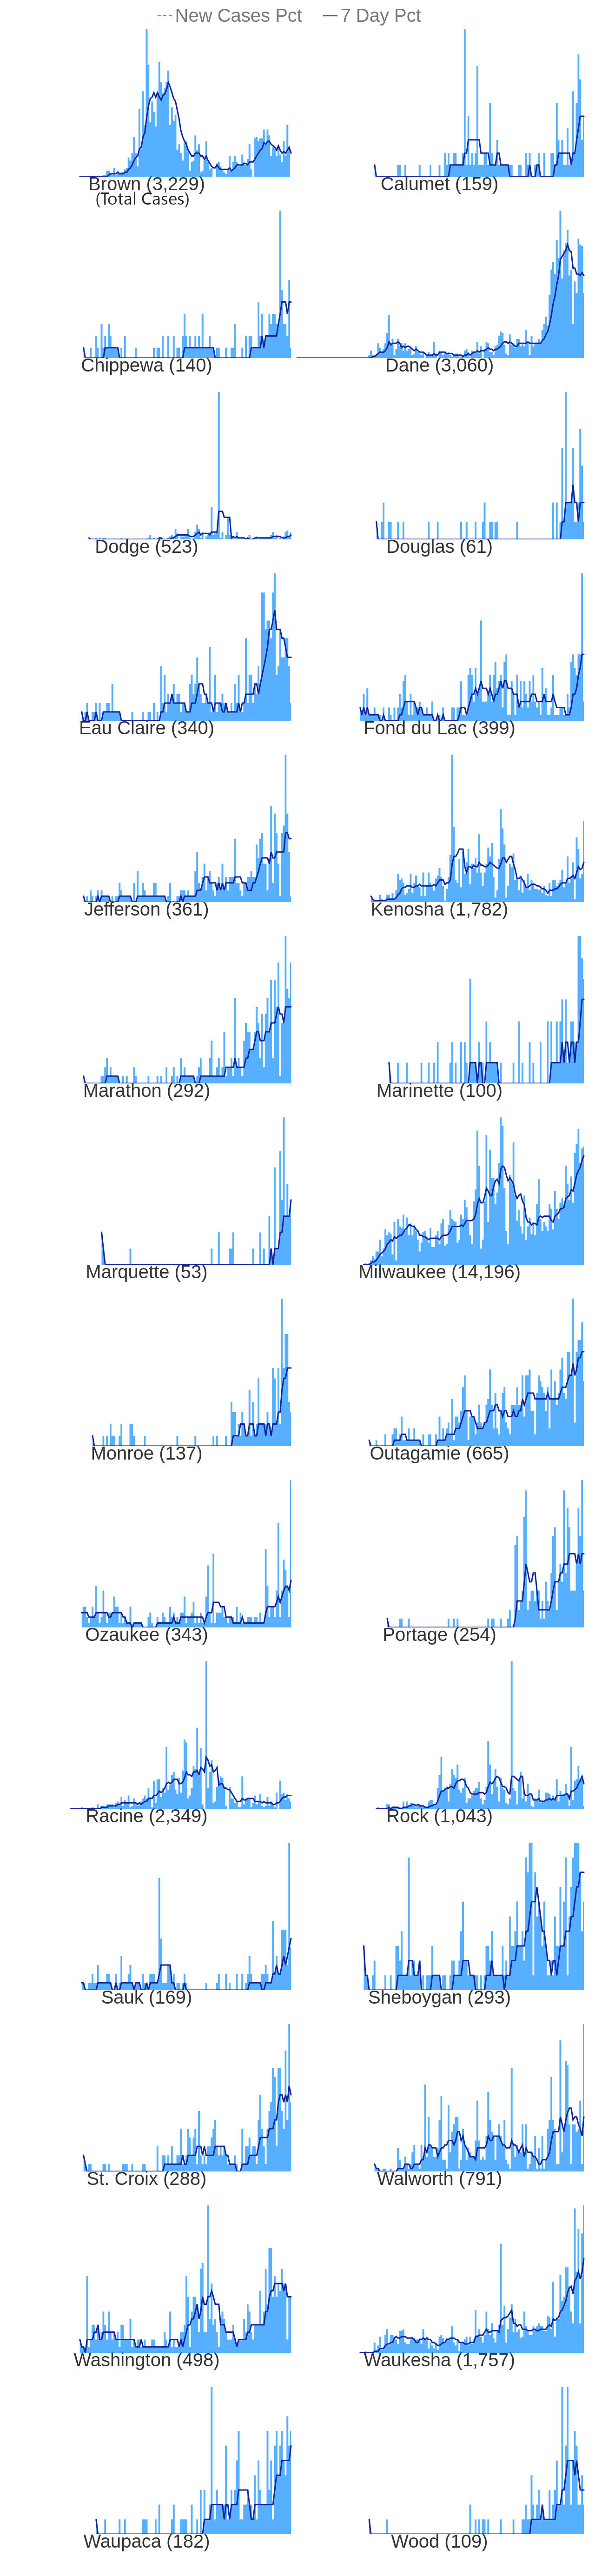 New Cases Pct 7 Day Pct
Brown (3,229) Calumet (159)
(Total Cases)
Chippewa (140) Dane (3,060)
Dodge (523) Douglas (61)
Eau Claire (340) Fond du Lac (399)
Jefferson (361) Kenosha (1,782)
Marathon (292) Marinette (100)
Marquette (53) Milwaukee (14,196)
Monroe (137) Outagamie (665)
Ozaukee (343) Portage (254)
Racine (2,349) Rock (1,043)
Sauk (169) Sheboygan (293)
St. Croix (288) Walworth (791)
Washington (498) Waukesha (1,757)
Waupaca (182) Wood (109)